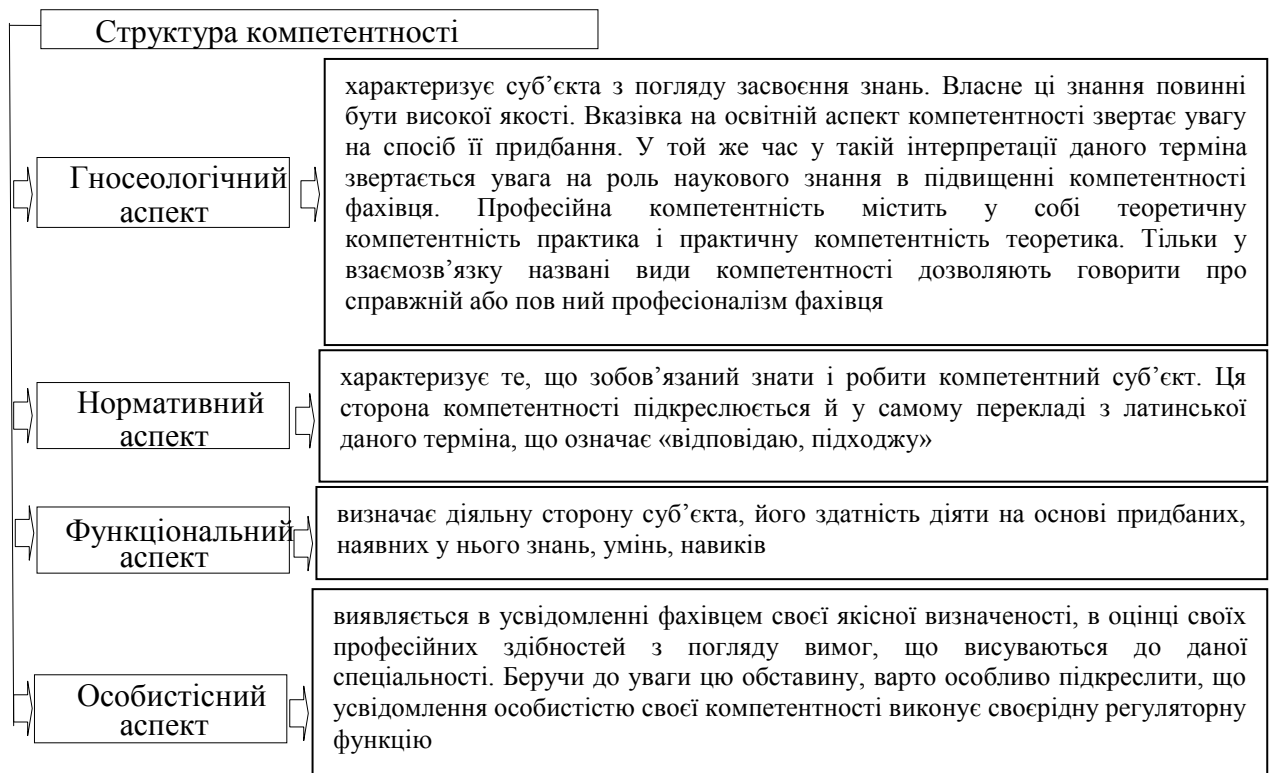 Структура компетентності
Гносеологічний
аспект
характеризує суб’єкта з погляду засвоєння знань. Власне ці знання повинні
бути високої якості. Вказівка на освітній аспект компетентності звертає увагу
на спосіб її придбання. У той же час у такій інтерпретації даного терміна
звертається увага на роль наукового знання в підвищенні компетентності
фахівця. Професійна компетентність містить у собі теоретичну
компетентність практика і практичну компетентність теоретика. Тільки у
взаємозв’язку названі види компетентності дозволяють говорити про
справжній або пов ний професіоналізм фахівця
Нормативний
аспект
характеризує те, що зобов’язаний знати і робити компетентний суб’єкт. Ця
сторона компетентності підкреслюється й у самому перекладі з латинської
даного терміна, що означає «відповідаю, підходжу»
Функціональний
аспект
визначає діяльну сторону суб’єкта, його здатність діяти на основі придбаних,
наявних у нього знань, умінь, навиків
Особистісний
аспект
виявляється в усвідомленні фахівцем своєї якісної визначеності, в оцінці своїх
професійних здібностей з погляду вимог, що висуваються до даної
спеціальності. Беручи до уваги цю обставину, варто особливо підкреслити, що
усвідомлення особистістю своєї компетентності виконує своєрідну регуляторну
функцію